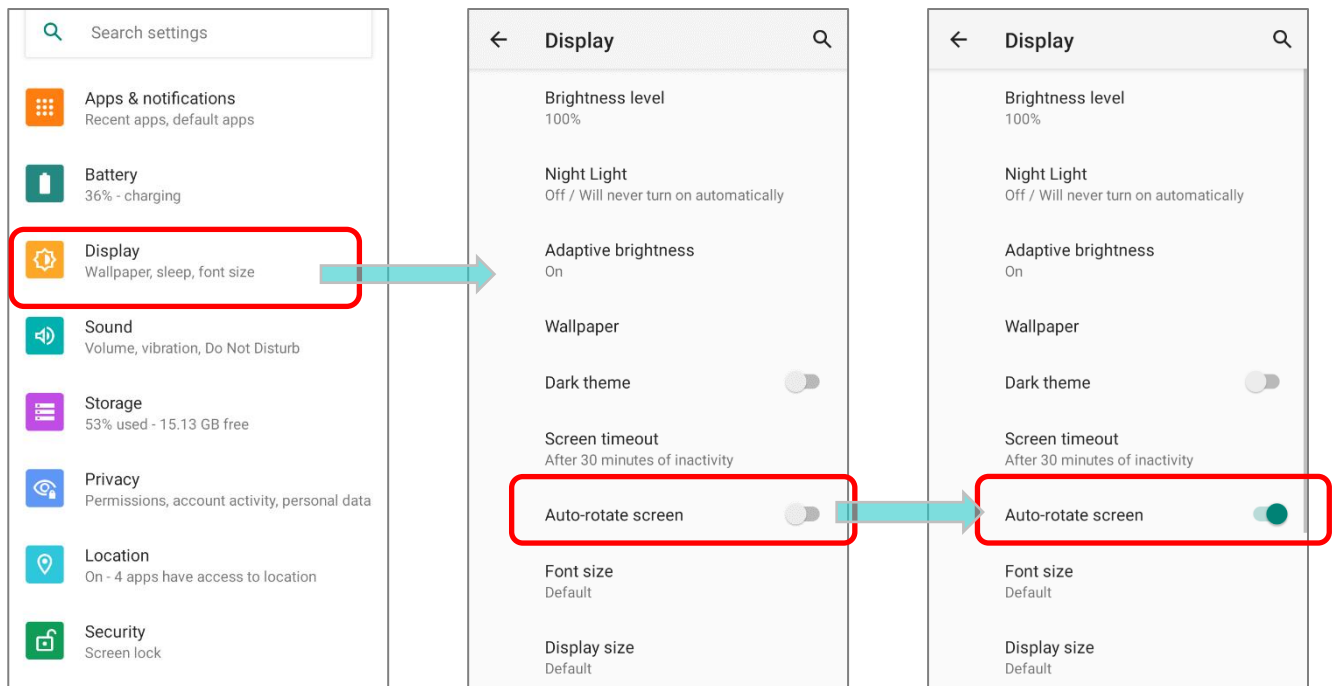 Search settings
Apps & notifications
Recent apps, default apps
Battery
36% - charging
Display
Wallpaper, sleep, font size
Sound
Volume, vibration, Do Not Disturb
Storage
53% used - 15.13 GB free
Privacy
Permissions, account activity, personal data
Location
On - 4 apps have access to location
Security
Screen lock
Display
Brightness level
100%
Night Light
Off / Will never turn on automatically
Adaptive brightness
On
Wallpaper
Dark theme
Screen timeout
After 30 minutes of inactivity
Auto-rotate screen
Font size
Default
Display size
Default
Display
Brightness level
100%
Night Light
Off / Will never turn on automatically
Adaptive brightness
On
Wallpaper
Dark theme
Screen timeout
After 30 minutes of inactivity
Auto-rotate screen
Font size
Default
Display size
Default